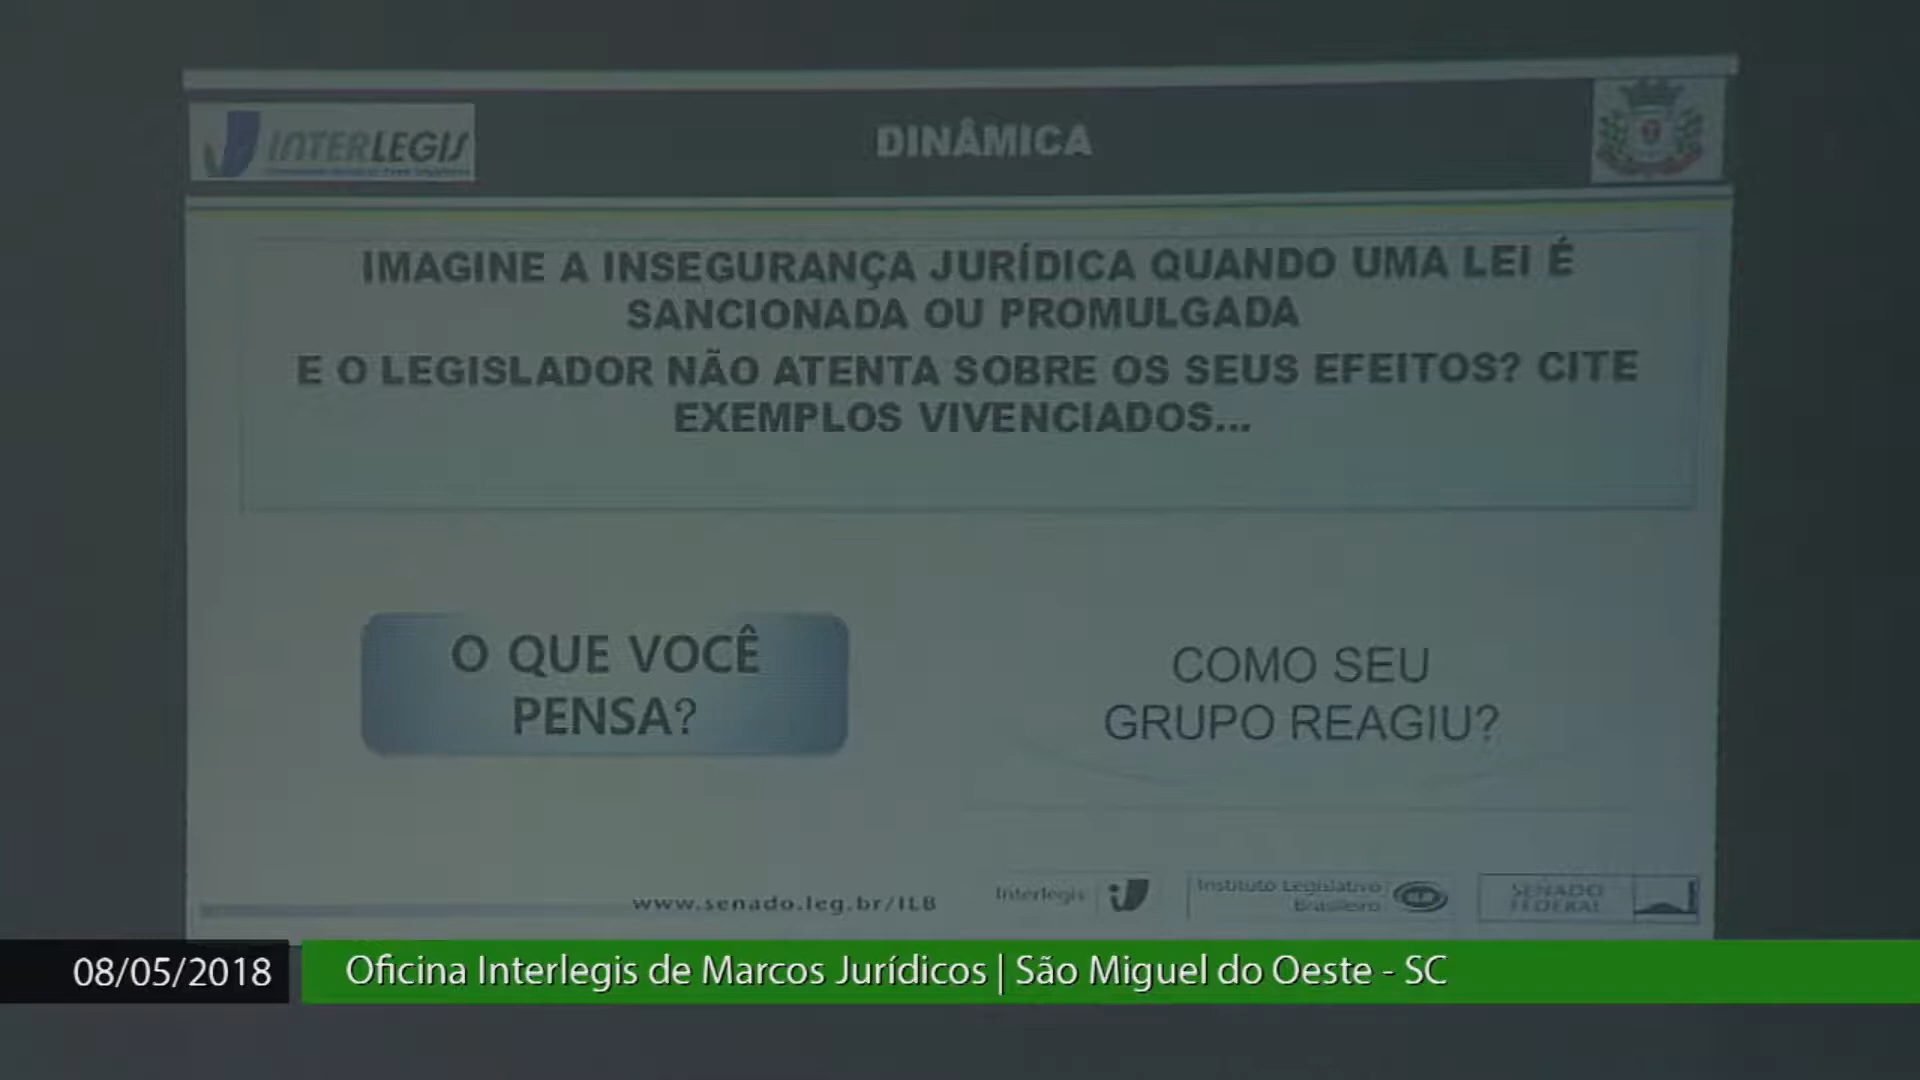 INTERLEGIS
DINÂMICA
IMAGINE A INSEGURANÇA JURÍDICA QUANDO UMA LEI É
SANCIONADA OU PROMULGADA
E O LEGISLADOR NÃO ATENTA SOBRE OS SEUS EFEITOS? CITE
EXEMPLOS VIVENCIADOS...
O QUE VOCÊ
PENSA?
COMO SEU
GRUPO REAGIU?
www.senado.leg.br/ILB
Interlegis
Instituto Legislativo
Brasileiro
SENADO
FEDERAL
08/05/2018
Oficina Interlegis de Marcos Jurídicos | São Miguel do Oeste - SC